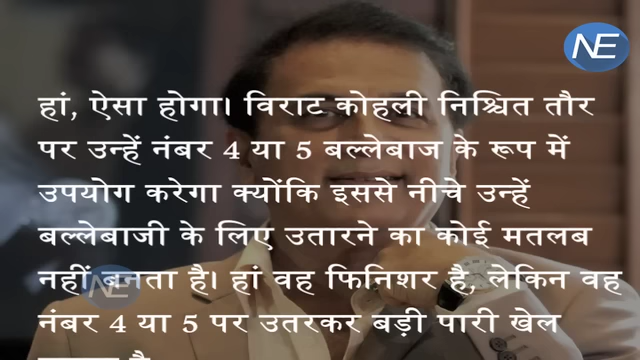 NE
हां, ऐसा होगा। विराट कोहली निश्चित तौर
पर उन्हें नंबर 4 या 5 बल्लेबाज के रूप में
उपयोग करेगा क्योंकि इससे नीचे उन्हें
बल्लेबाजी के लिए उतारने का कोई मतलब
नहीं बनता है। हां वह फिनिशर है, लेकिन वह
NE
नंबर 4 या 5 पर उतरकर बड़ी पारी खेल